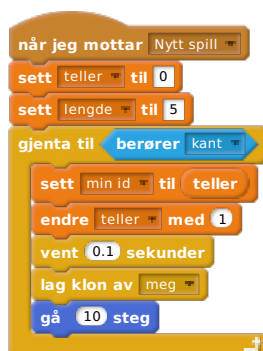 når jeg mottar Nytt spill
sett teller til 0
sett lengde til 5
gjenta til berører kant
sett min id til teller
endre teller med 1
vent 0.1 sekunder
lag klon av meg
gå 10 steg